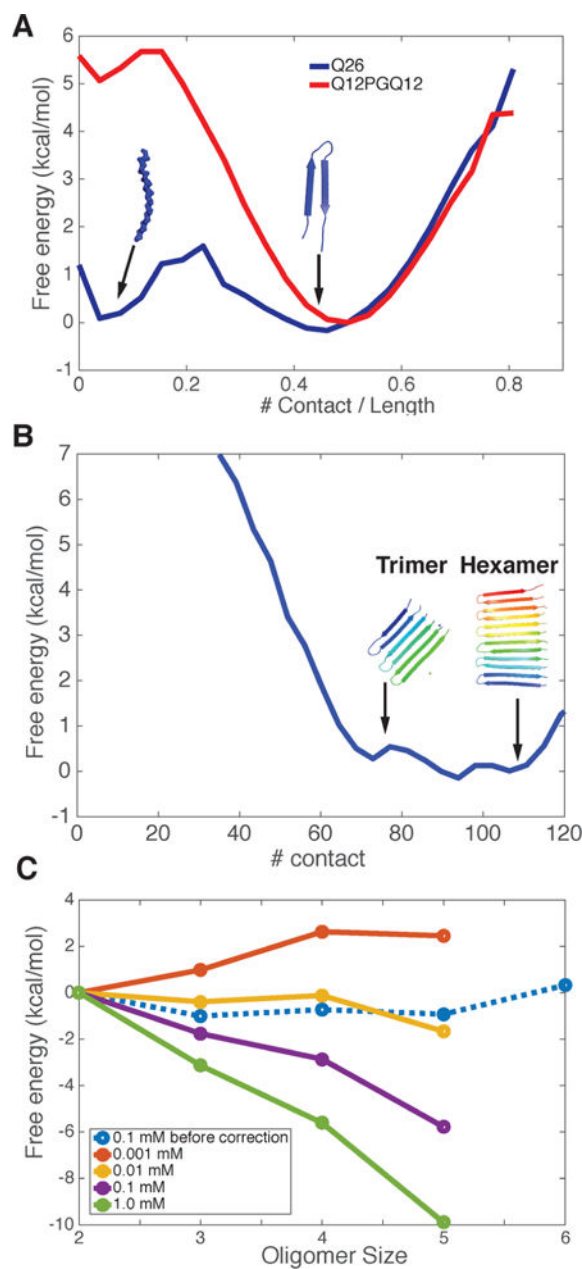 A
6
5
4
3
2
1
0
-1
Free energy (kcal/mol)
Q26
Q12PGQ12
0 0.2 0.4 0.6 0.8
# Contact / Length
B
7
6
5
4
3
2
1
0
-1
Free energy (kcal/mol)
Trimer Hexamer
0 20 40 60 80 100 120
# contact
C
4
2
0
-2
-4
-6
-8
-10
Free energy (kcal/mol)
0.1 mM before correction
0.001 mM
0.01 mM
0.1 mM
1.0 mM
2 3 4 5 6
Oligomer Size